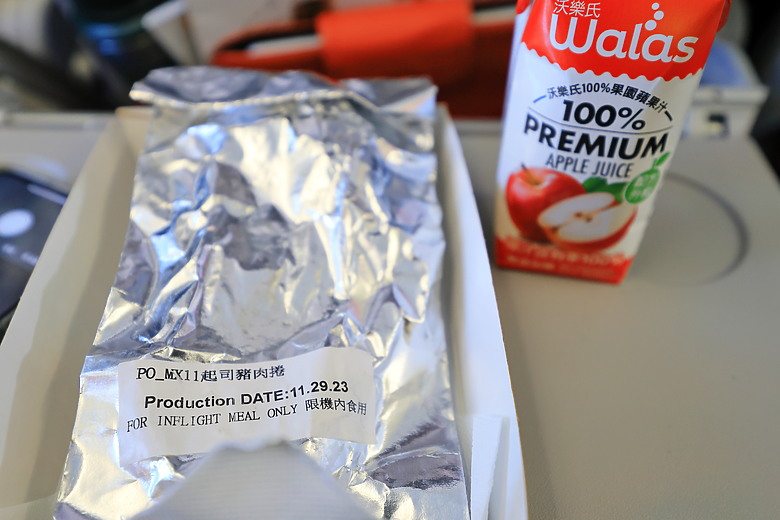 沃樂氏
Walas
沃樂氏100%果園蘋果汁
100%
PREMIUM
APPLE JUICE
PO_MX11起司豬肉捲
Production DATE:11.29.23
FOR INFLIGHT MEAL ONLY 限機內食用